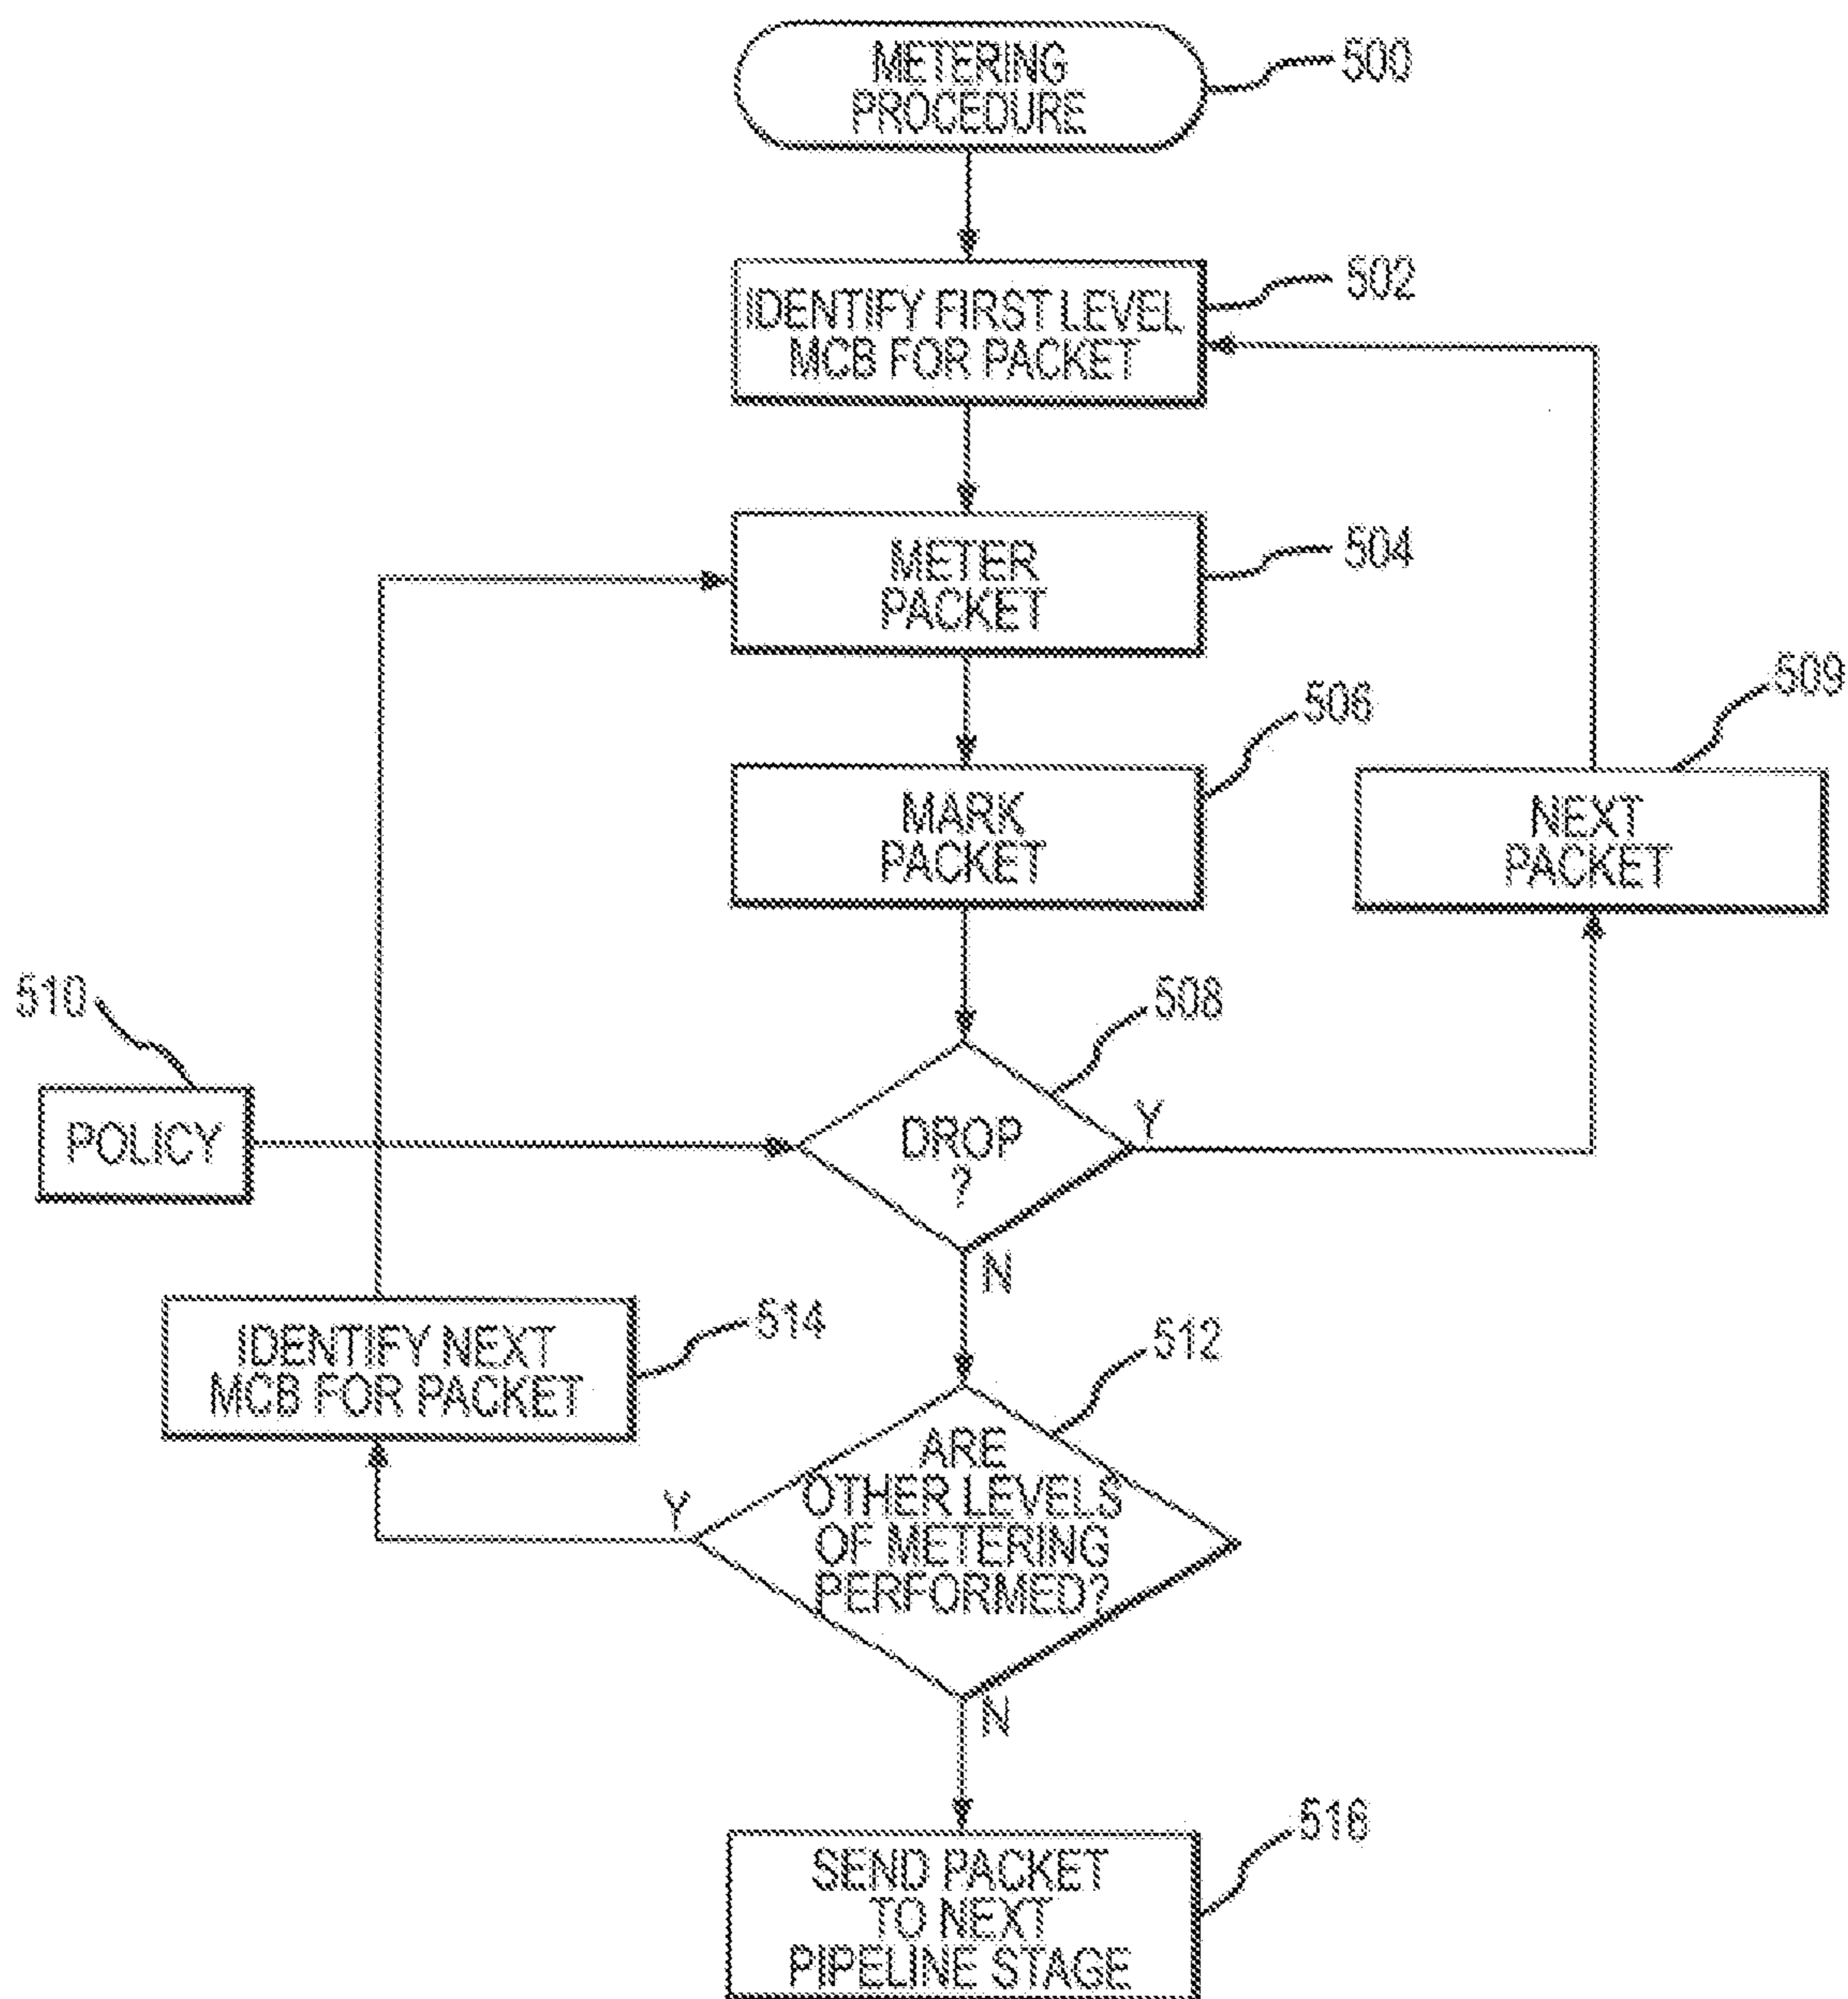 METERING
PROCEDURE
500
IDENTIFY FIRST LEVEL
MCB FOR PACKET
502
METER
PACKET
504
MARK
PACKET
506
NEXT
PACKET
509
510
POLICY
508
DROP
?
Y
N
IDENTIFY NEXT
MCB FOR PACKET
514
512
ARE
OTHER LEVELS
OF METERING
PERFORMED?
Y
N
SEND PACKET
TO NEXT
PIPELINE STAGE
516